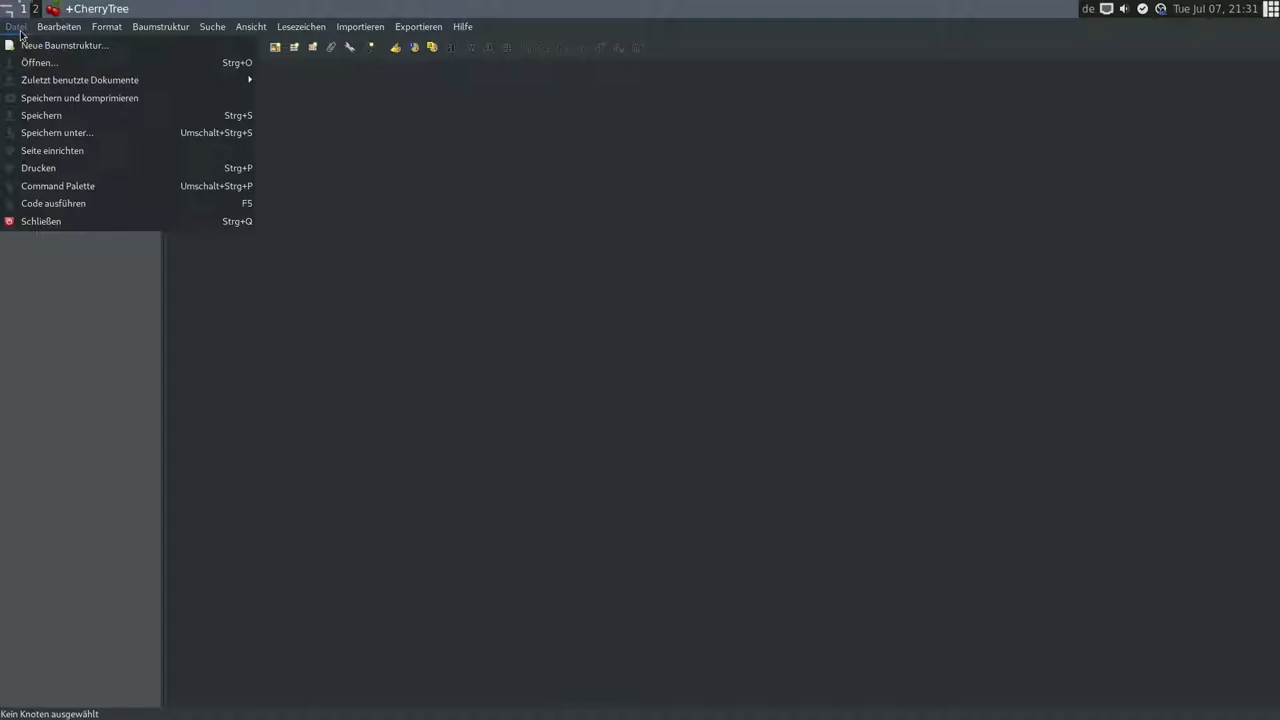 1 2 +CherryTree de Tue Jul 07, 21:31
Datei Bearbeiten Format Baumstruktur Suche Ansicht Lesezeichen Importieren Exportieren Hilfe
Neue Baumstruktur...
Öffnen... Strg+O
Zuletzt benutzte Dokumente
Speichern und komprimieren
Speichern Strg+S
Speichern unter... Umschalt+Strg+S
Seite einrichten
Drucken Strg+P
Command Palette Umschalt+Strg+P
Code ausführen F5
Schließen Strg+Q
Kein Knoten ausgewählt